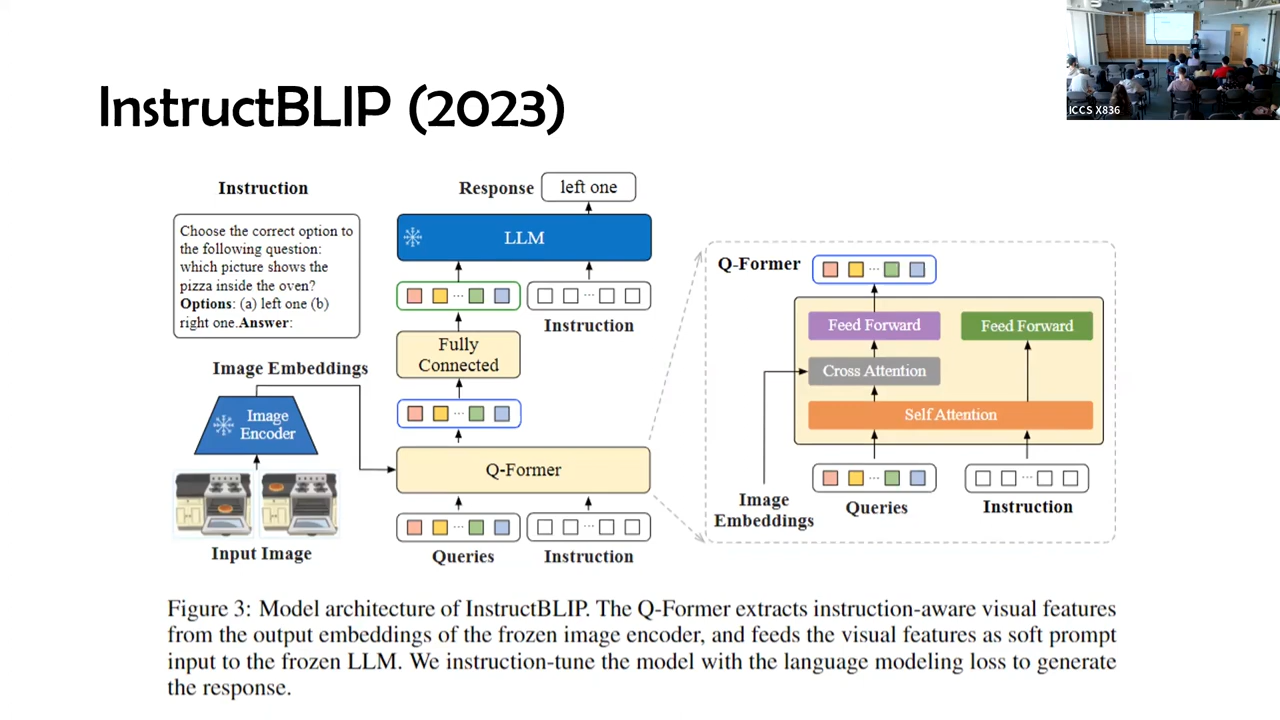 InstructBLIP (2023)
ICCS X836
Instruction
Choose the correct option to
the following question:
which picture shows the
pizza inside the oven?
Options: (a) left one (b)
right one.Answer:
Response
left one
LLM
Instruction
Fully
Connected
Image Embeddings
Image
Encoder
Q-Former
Input Image
Queries
Instruction
Q-Former
Feed Forward
Feed Forward
Cross Attention
Self Attention
Image
Embeddings
Queries
Instruction
Figure 3: Model architecture of InstructBLIP. The Q-Former extracts instruction-aware visual features
from the output embeddings of the frozen image encoder, and feeds the visual features as soft prompt
input to the frozen LLM. We instruction-tune the model with the language modeling loss to generate
the response.